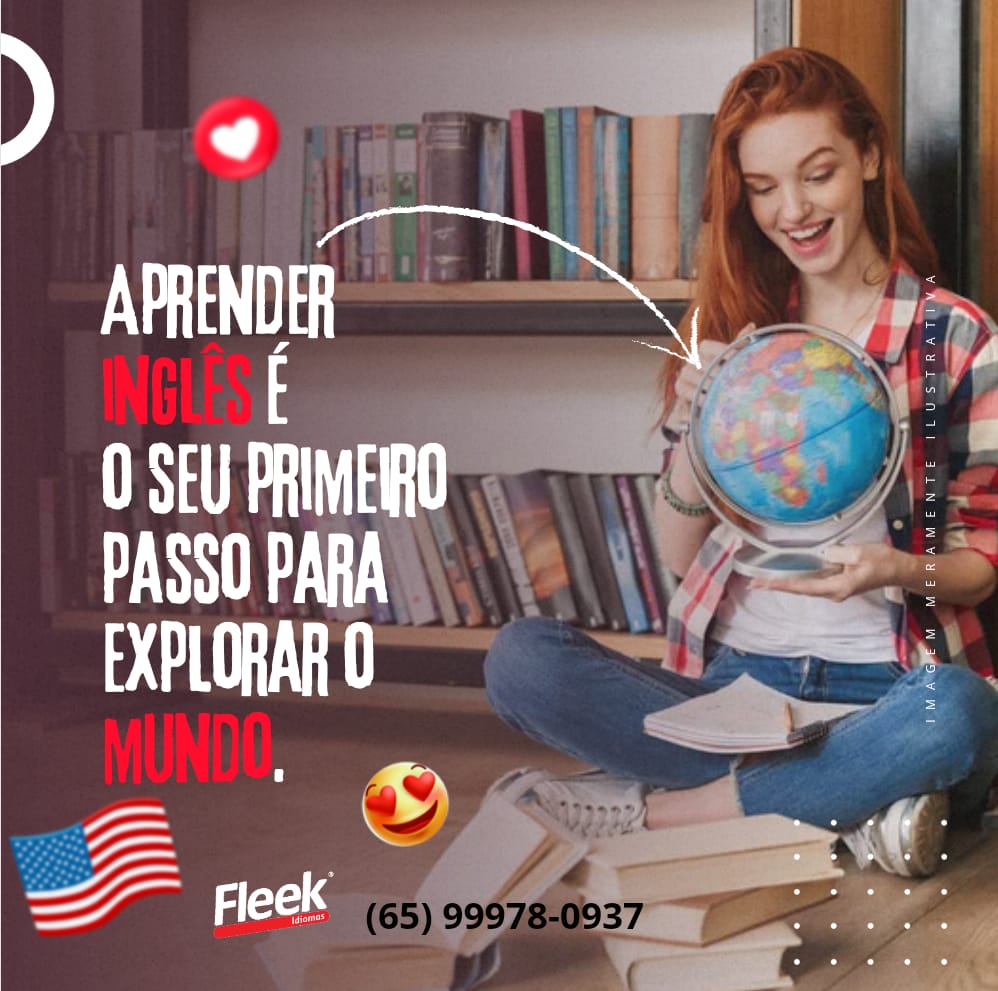 APRENDER
INGLÊS É
O SEU PRIMEIRO
PASSO PARA
EXPLORAR O
MUNDO.
IMAGEM MERAMENTE ILUSTRATIVA
Fleek®
Idiomas
(65) 99978-0937